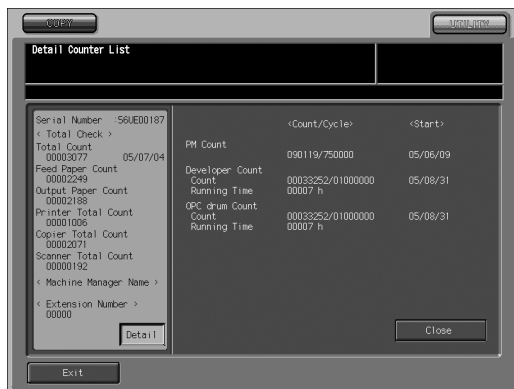 COPY
UTILITY
Detail Counter List
Serial Number :56UE00187
< Total Check >
Total Count
00003077 05/07/04
Feed Paper Count
00002249
Output Paper Count
00002188
Printer Total Count
00001006
Copier Total Count
00002071
Scanner Total Count
00000192
< Machine Manager Name >
< Extension Number >
00000
Detail
<Count/Cycle> <Start>
PM Count
090119/750000 05/06/09
Developer Count
Count 00033252/01000000 05/08/31
Running Time 00007 h
OPC drum Count
Count 00033252/01000000 05/08/31
Running Time 00007 h
Close
Exit